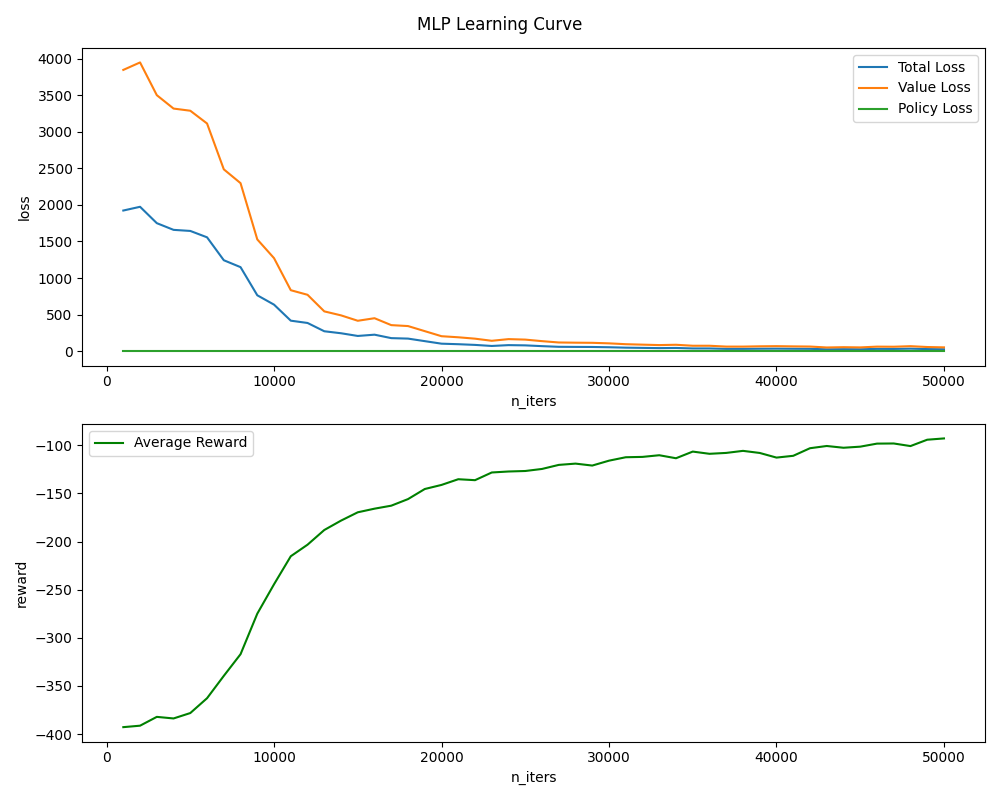 MLP Learning Curve
4000
3500
3000
2500
2000
1500
1000
500
0
loss
Total Loss
Value Loss
Policy Loss
0 10000 20000 30000 40000 50000
n_iters
−100
−150
−200
−250
−300
−350
−400
reward
Average Reward
0 10000 20000 30000 40000 50000
n_iters